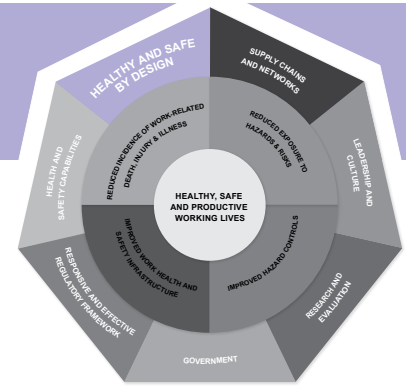 HEALTHY AND SAFE
BY DESIGN
SUPPLY CHAINS
AND NETWORKS
LEADERSHIP AND
CULTURE
RESEARCH AND
EVALUATION
GOVERNMENT
RESPONSIVE AND EFFECTIVE
REGULATORY FRAMEWORK
HEALTH AND
SAFETY CAPABILITIES
REDUCED INCIDENCE OF WORK-RELATED
DEATH, INJURY & ILLNESS
REDUCED EXPOSURE TO
HAZARDS & RISKS
IMPROVED HAZARD CONTROLS
IMPROVED WORK HEALTH AND
SAFETY INFRASTRUCTURE
HEALTHY, SAFE
AND PRODUCTIVE
WORKING LIVES